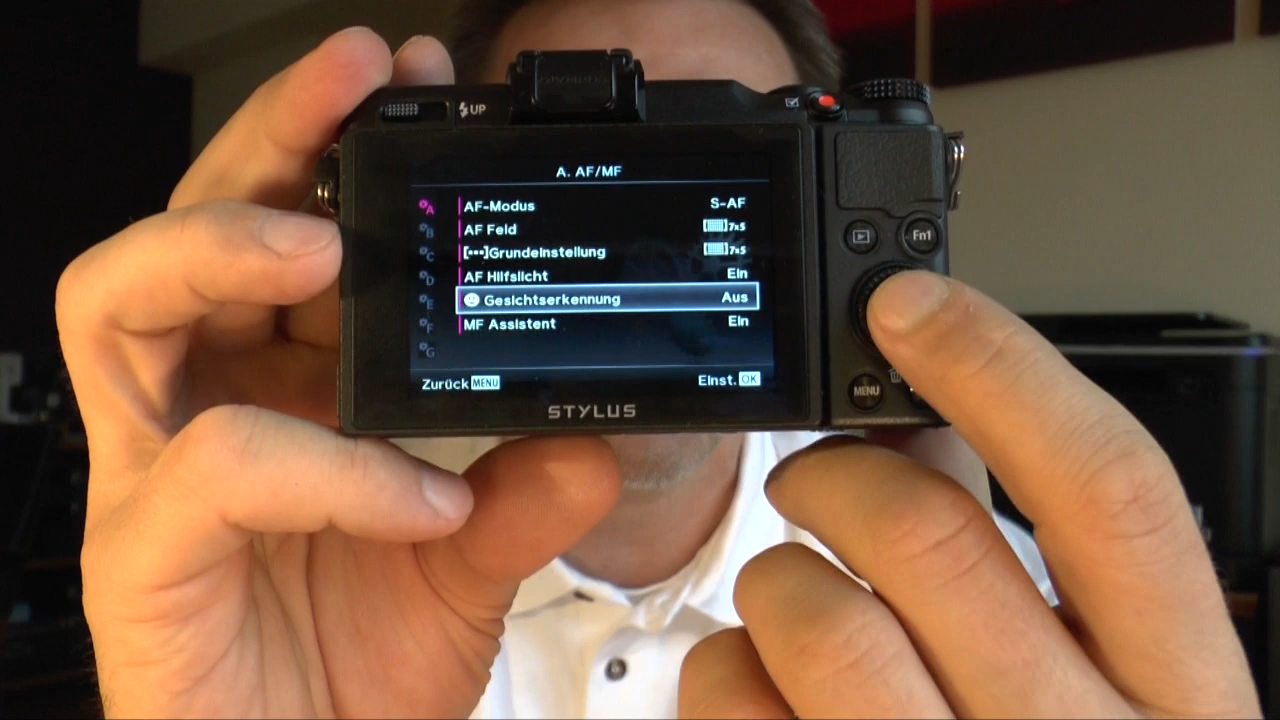 UP
A. AF/MF
A
AF-Modus S-AF
B
AF Feld [ ]7x5
C
[▪▪▪]Grundeinstellung [ ]7x5
D
AF Hilfslicht Ein
E
Gesichtserkennung Aus
F
MF Assistent Ein
G
Zurück MENU Einst. OK
STYLUS
Fn1
MENU